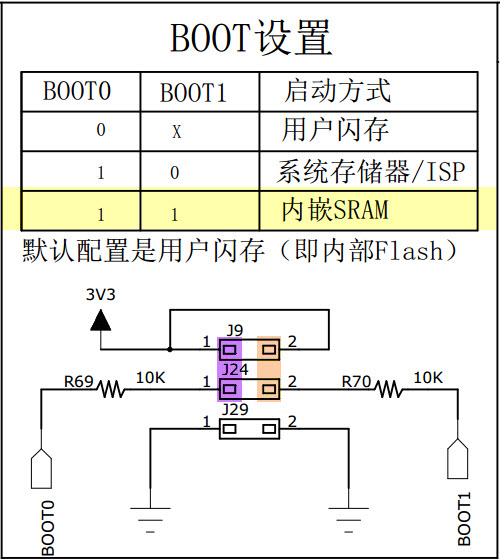 BOOT设置
BOOT0 BOOT1 启动方式
0 X 用户闪存
1 0 系统存储器/ISP
1 1 内嵌SRAM
默认配置是用户闪存（即内部Flash）
3V3
J9
1 2
J24
R69 10K 1 2 R70 10K
J29
1 2
BOOT0
BOOT1